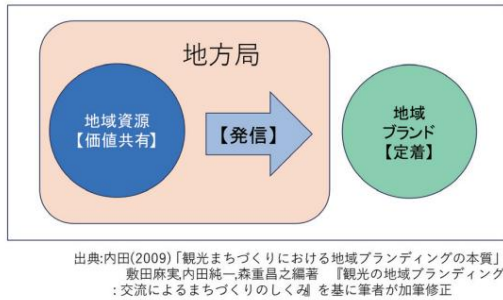 地方局
地域資源
【価値共有】
【発信】
地域
ブランド
【定着】
出典:内田(2009)「観光まちづくりにおける地域ブランディングの本質」
敷田麻実,内田純一,森重昌之編著 『観光の地域ブランディング
:交流によるまちづくりのしくみ』を基に筆者が加筆修正